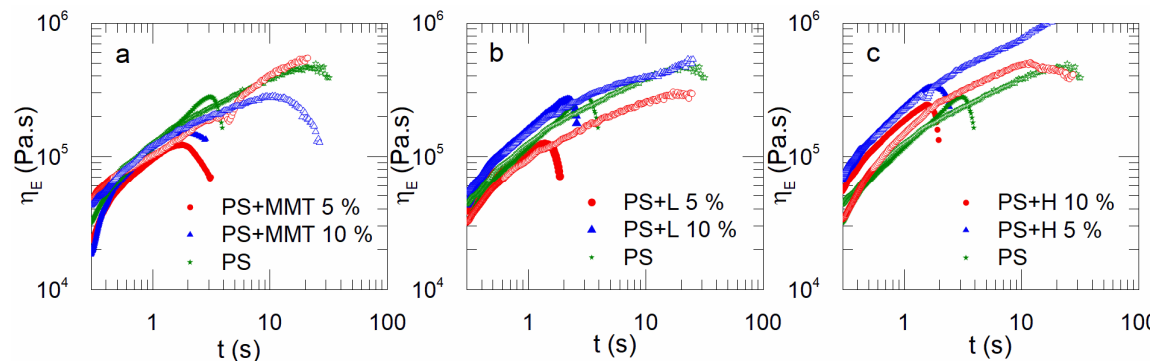 a
10⁶
10⁵
10⁴
η_E (Pa.s)
PS+MMT 5 %
PS+MMT 10 %
PS
1 10 100
t (s)
b
10⁶
10⁵
10⁴
η_E (Pa.s)
PS+L 5 %
PS+L 10 %
PS
1 10 100
t (s)
c
10⁶
10⁵
10⁴
η_E (Pa.s)
PS+H 10 %
PS+H 5 %
PS
1 10 100
t (s)